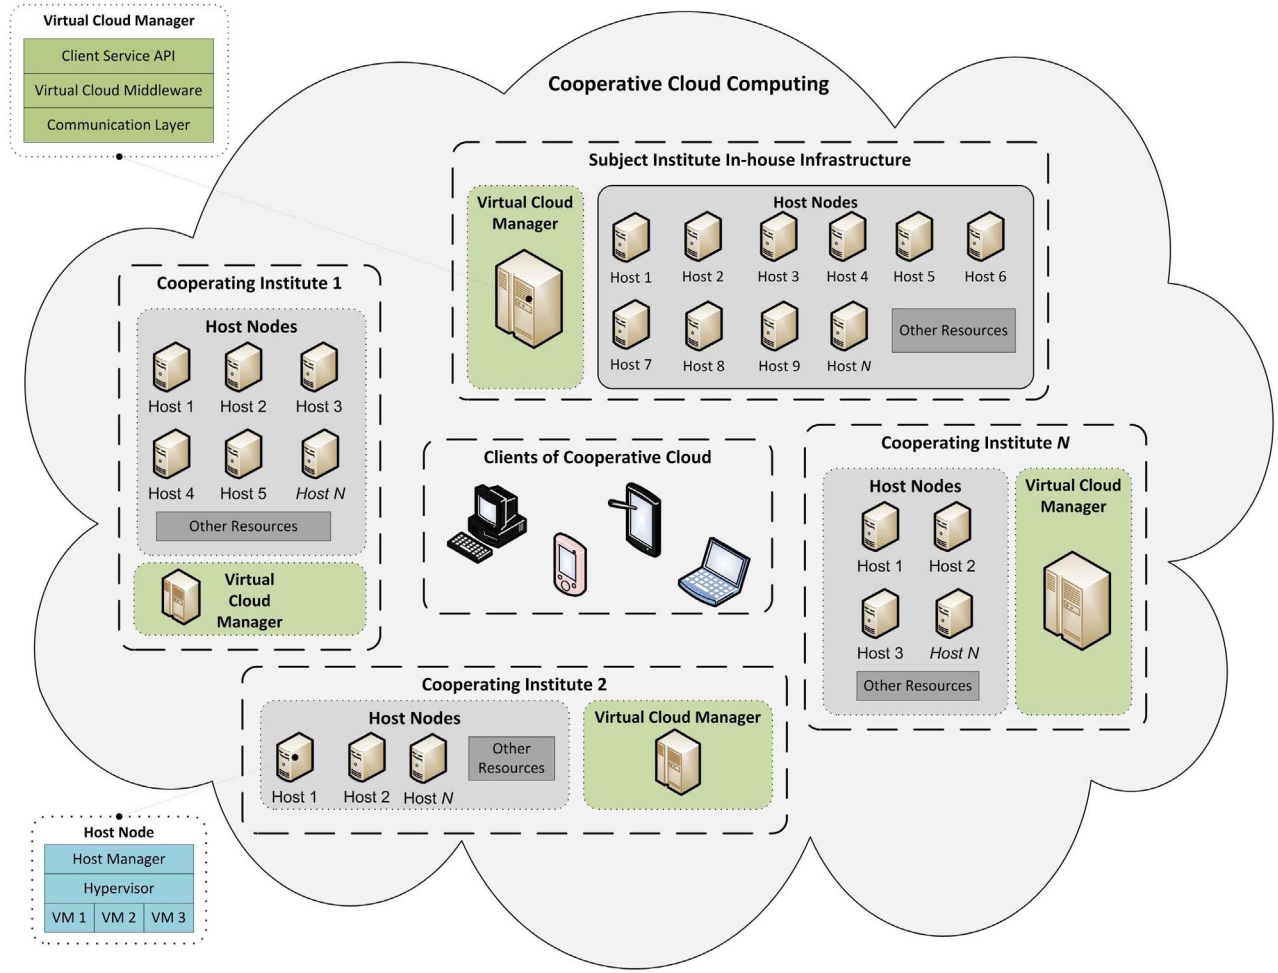 Virtual Cloud Manager
Client Service API
Virtual Cloud Middleware
Communication Layer
Cooperative Cloud Computing
Subject Institute In-house Infrastructure
Virtual Cloud
Manager
Host Nodes
Host 1
Host 2
Host 3
Host 4
Host 5
Host 6
Host 7
Host 8
Host 9
Host N
Other Resources
Cooperating Institute 1
Host Nodes
Host 1
Host 2
Host 3
Host 4
Host 5
Host N
Other Resources
Virtual
Cloud
Manager
Clients of Cooperative Cloud
Cooperating Institute N
Host Nodes
Host 1
Host 2
Host 3
Host N
Other Resources
Virtual Cloud
Manager
Cooperating Institute 2
Host Nodes
Host 1
Host 2
Host N
Other
Resources
Virtual Cloud Manager
Host Node
Host Manager
Hypervisor
VM 1
VM 2
VM 3